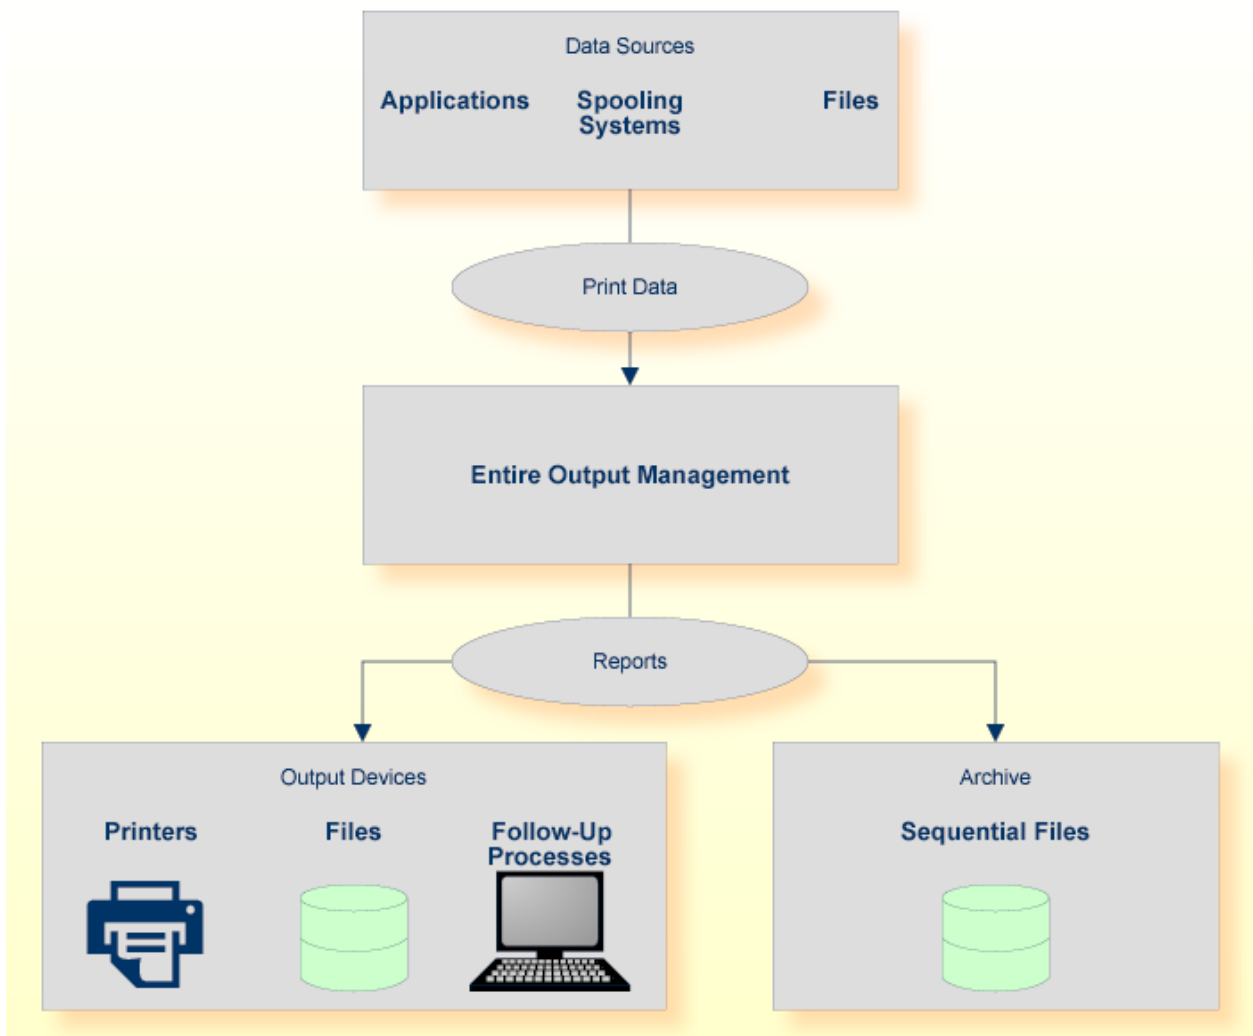 Data Sources
Applications
Spooling
Systems
Files
Print Data
Entire Output Management
Reports
Output Devices
Printers
Files
Follow-Up
Processes
Archive
Sequential Files